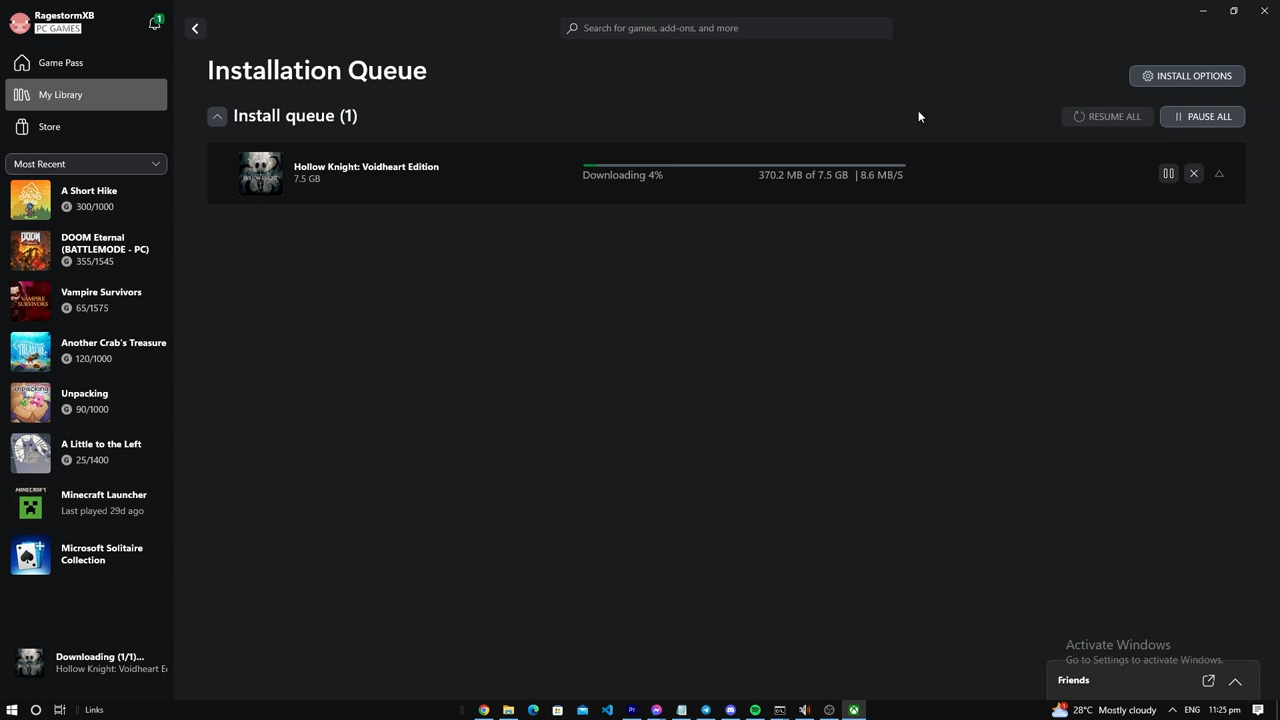 RagestormXB
PC GAMES
1
Search for games, add-ons, and more
Game Pass
My Library
Store
Most Recent
A Short Hike
G 300/1000
DOOM Eternal
(BATTLEMODE - PC)
G 355/1545
Vampire Survivors
G 65/1575
Another Crab's Treasure
G 120/1000
Unpacking
G 90/1000
A Little to the Left
G 25/1400
Minecraft Launcher
Last played 29d ago
Microsoft Solitaire
Collection
Downloading (1/1)...
Hollow Knight: Voidheart E
Installation Queue
INSTALL OPTIONS
Install queue (1)
RESUME ALL
PAUSE ALL
Hollow Knight: Voidheart Edition
7.5 GB
Downloading 4%
370.2 MB of 7.5 GB | 8.6 MB/S
Activate Windows
Go to Settings to activate Windows.
Friends
Links
28°C Mostly cloudy
ENG
11:25 pm